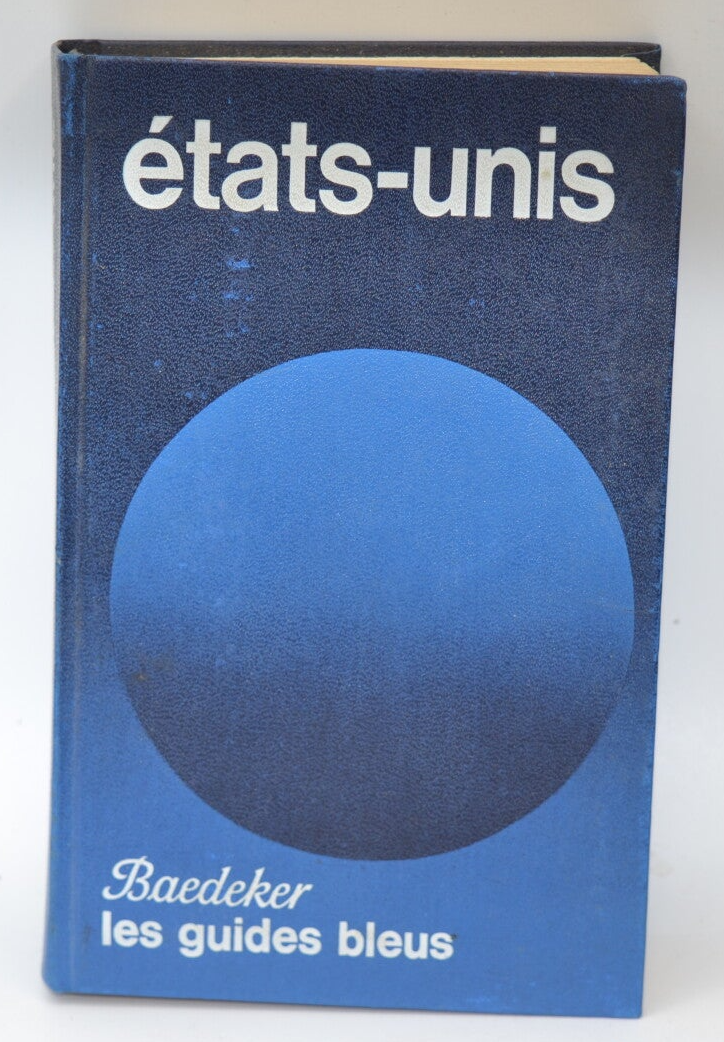 états-unis
Baedeker
les guides bleus